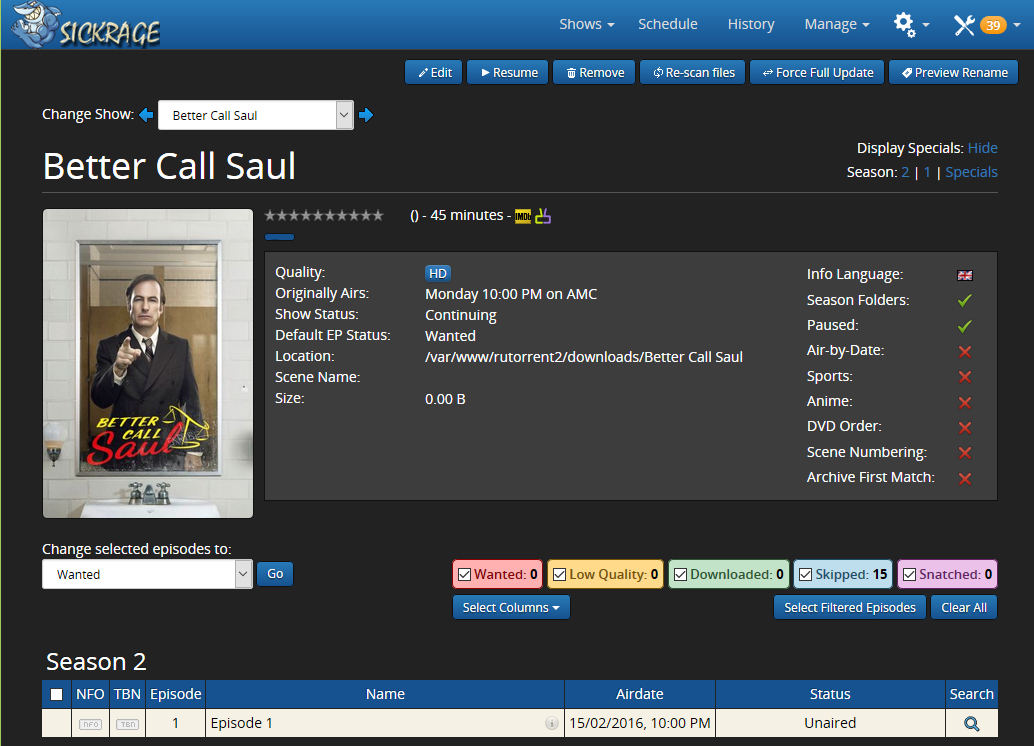 SICKRAGE Shows Schedule History Manage 39
Edit Resume Remove Re-scan files Force Full Update Preview Rename
Change Show: Better Call Saul
Better Call Saul
Display Specials: Hide
Season: 2 | 1 | Specials
() - 45 minutes - IMDb
BETTER
CALL
Saul
Quality: HD
Originally Airs: Monday 10:00 PM on AMC
Show Status: Continuing
Default EP Status: Wanted
Location: /var/www/rutorrent2/downloads/Better Call Saul
Scene Name:
Size: 0.00 B
Info Language:
Season Folders:
Paused:
Air-by-Date:
Sports:
Anime:
DVD Order:
Scene Numbering:
Archive First Match:
Change selected episodes to:
Wanted Go
Wanted: 0 Low Quality: 0 Downloaded: 0 Skipped: 15 Snatched: 0
Select Columns Select Filtered Episodes Clear All
Season 2
NFO TBN Episode Name Airdate Status Search
NFO TBN 1 Episode 1 15/02/2016, 10:00 PM Unaired